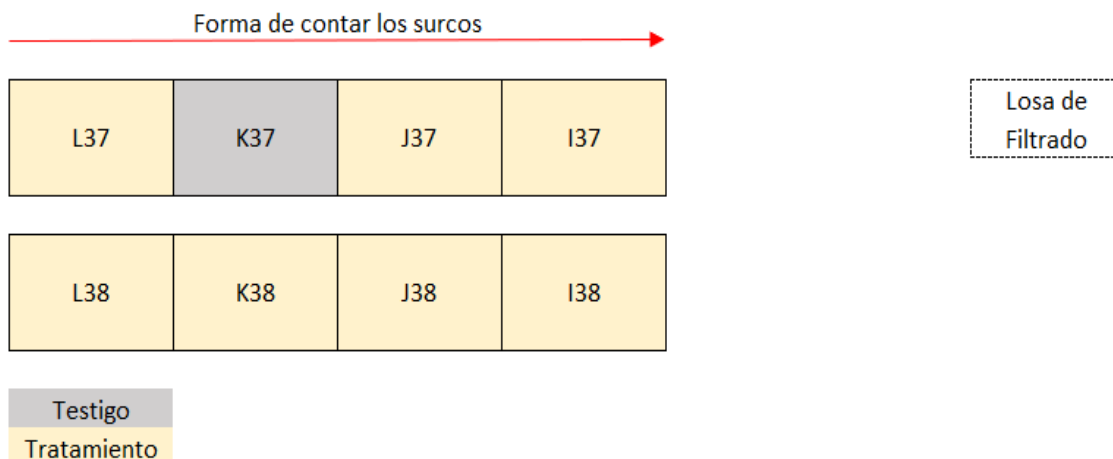 Forma de contar los surcos
L37 K37 J37 I37
Losa de
Filtrado
L38 K38 J38 I38
Testigo
Tratamiento